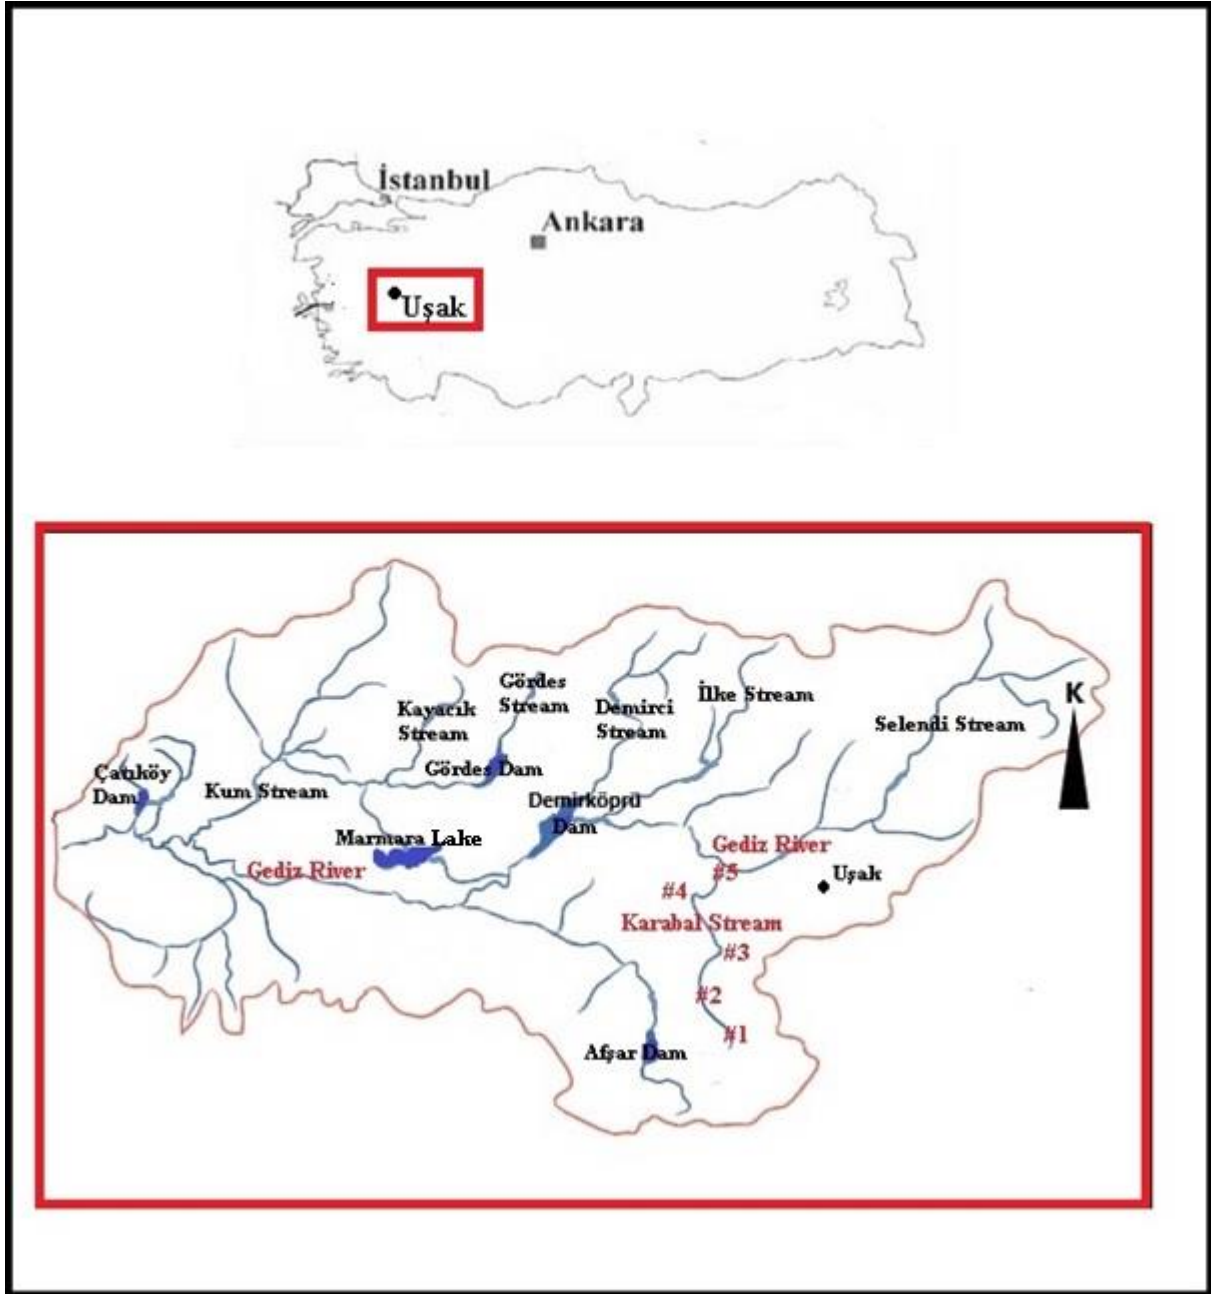 İstanbul
Ankara
Uşak
Gördes
Stream
Kayacık
Stream
Demirci
Stream
İlke Stream
K
Selendi Stream
Çatıköy
Dam
Kum Stream
Gördes Dam
Demirköprü
Dam
Marmara Lake
Gediz River
Gediz River
#5
Uşak
#4
Karabal Stream
#3
#2
#1
Afşar Dam